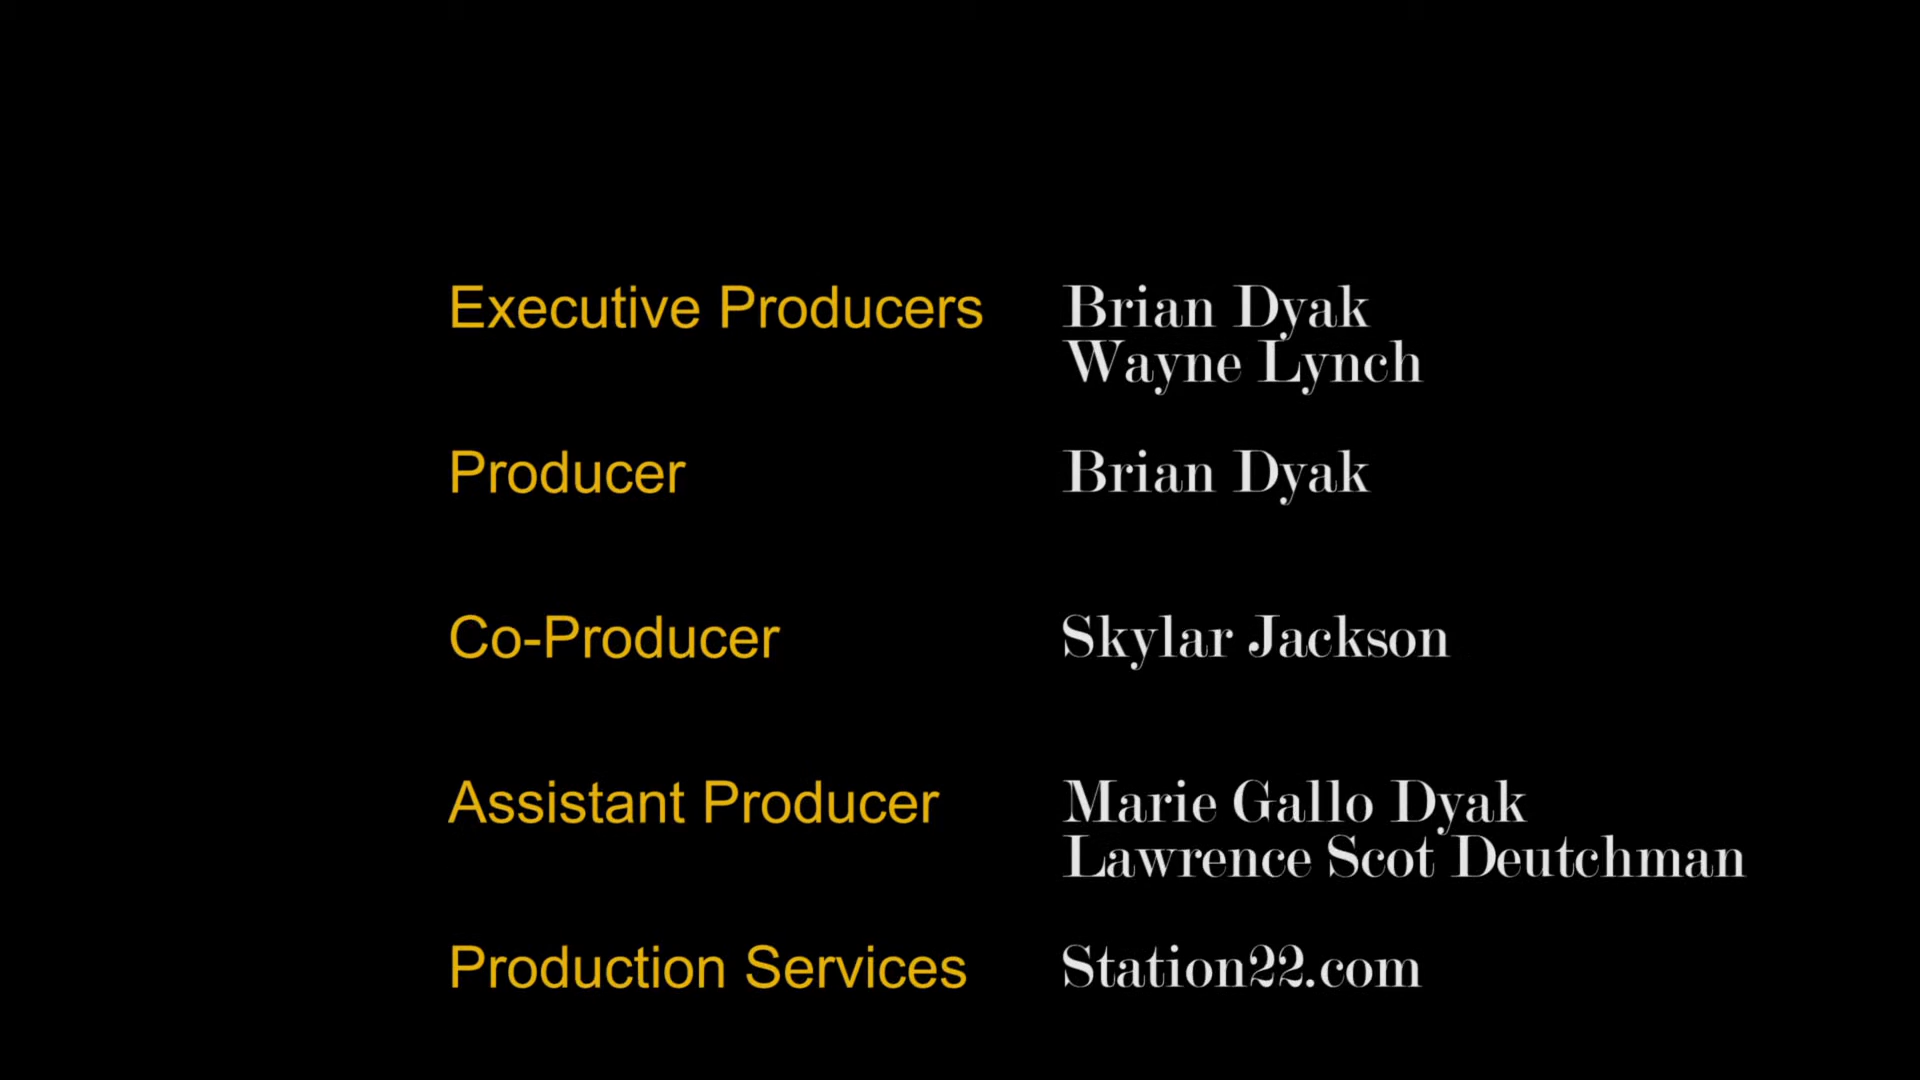 Executive Producers Brian Dyak
Wayne Lynch
Producer Brian Dyak
Co-Producer Skylar Jackson
Assistant Producer Marie Gallo Dyak
Lawrence Scot Deutchman
Production Services Station22.com